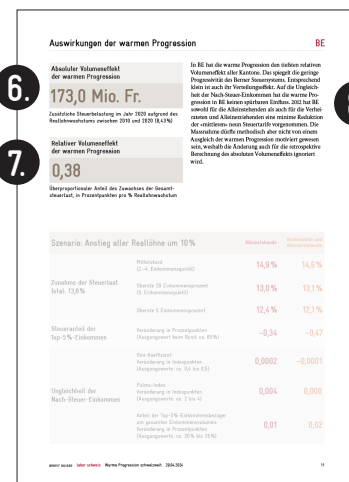 Auswirkungen der warmen Progression
BE
6.
Absoluter Volumeneffekt
der warmen Progression
173,0 Mio. Fr.
Zusätzliche Steuerbelastung im Jahr 2020 aufgrund des
Reallohnwachstums zwischen 2010 und 2020 (8,43%)
7.
Relativer Volumeneffekt
der warmen Progression
0,38
Überproportionaler Anteil des Zuwachses der Gesamt-
steuerlast, in Prozentpunkten pro % Reallohnwachstum
In BE hat die warme Progression den tiefsten relativen
Volumeneffekt aller Kantone. Das spiegelt die geringe
Progressivität des Berner Steuersystems. Entsprechend
klein ist auch ihr Verteilungseffekt. Auf die Ungleich-
heit der Nach-Steuer-Einkommen hat die warme Pro-
gression in BE keinen spürbaren Einfluss. 2012 hat BE
sowohl für die Alleinstehenden als auch für die Verhei-
rateten und Alleinerziehenden eine minime Reduktion
der «mittleren» neun Steuertarife vorgenommen. Die
Massnahme dürfte methodisch aber nicht von einem
Ausgleich der warmen Progression motiviert gewesen
sein, weshalb die Änderung auch für die retrospektive
Berechnung des absoluten Volumeneffekts ignoriert
wird.
Szenario: Anstieg aller Reallöhne um 10%
Alleinstehende
Verheiratete und
Alleinerziehende
Zunahme der Steuerlast
Total: 13,8%
Mittelstand
(2.–4. Einkommensquintil)
14,9%
14,6%
Oberste 20 Einkommensprozent
(5. Einkommensquintil)
13,0%
13,1%
Oberste 5 Einkommensprozent
12,4%
12,1%
Steueranteil der
Top-5%-Einkommen
Veränderung in Prozentpunkten
−0,34
−0,47
Ungleichheit der
Nach-Steuer-Einkommen
Gini-Koeffizient
Veränderung in Indexpunkten
(Ausgangswerte: ca. 0,4 bis 0,5)
0,0002
−0,0001
Palma-Index
Veränderung in Indexpunkten
(Ausgangswerte: ca. 2 bis 4)
0,004
0,000
Anteil der Top-5%-Einkommensbezüger
am gesamten Einkommensvolumen
Veränderung in Prozentpunkten
(Ausgangswerte: ca. 20% bis 35%)
0,01
0,02
labor schweiz Warme Progression schweizweit 29.04.2024